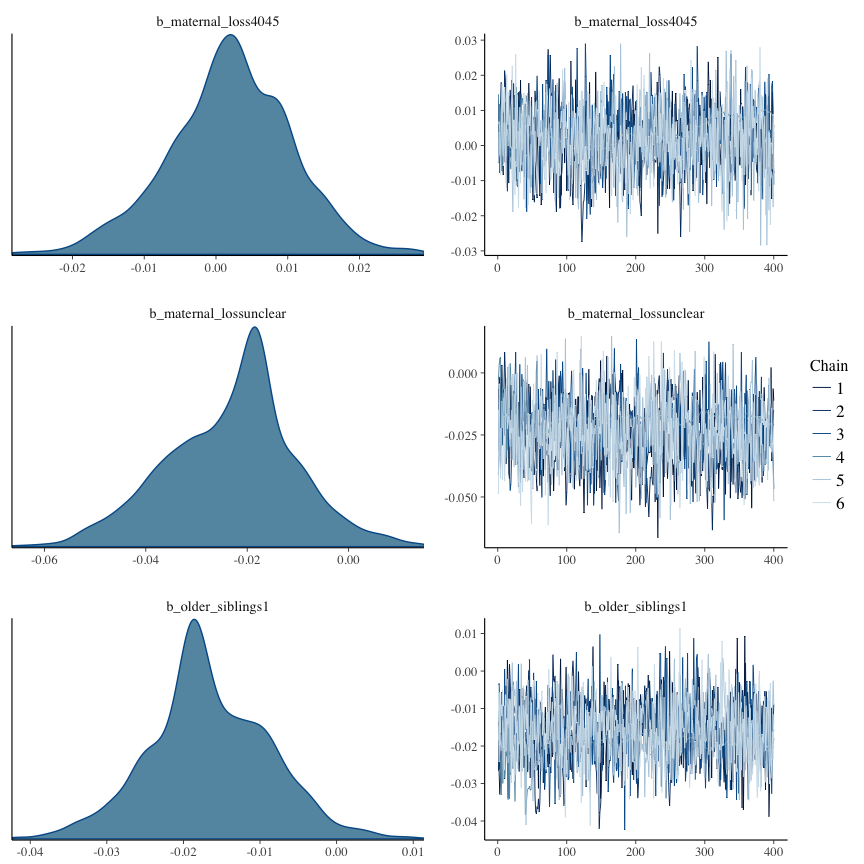 b_maternal_loss4045
-0.02 -0.01 0.00 0.01 0.02
b_maternal_loss4045
0.03
0.02
0.01
0.00
-0.01
-0.02
-0.03
0 100 200 300 400
b_maternal_lossunclear
-0.06 -0.04 -0.02 0.00
b_maternal_lossunclear
0.000
-0.025
-0.050
0 100 200 300 400
Chain
1
2
3
4
5
6
b_older_siblings1
-0.04 -0.03 -0.02 -0.01 0.00 0.01
b_older_siblings1
0.01
0.00
-0.01
-0.02
-0.03
-0.04
0 100 200 300 400